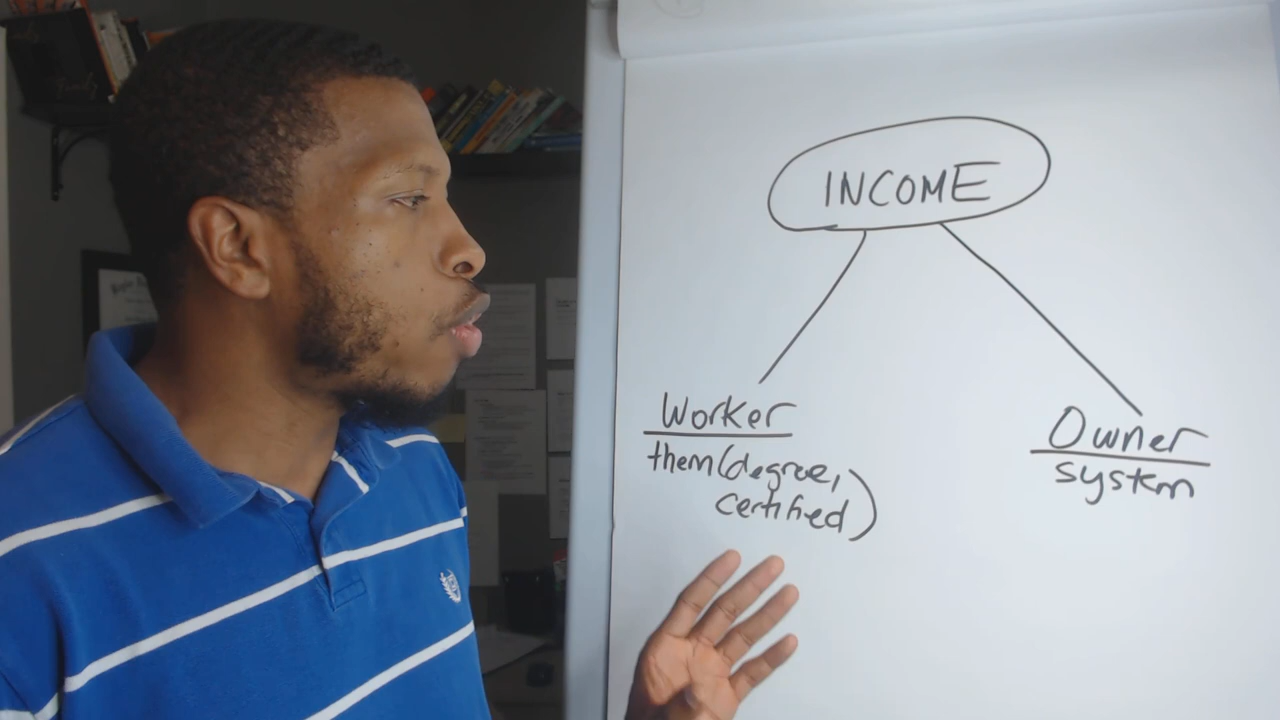 INCOME
Worker
them (degree,
certified)
Owner
system